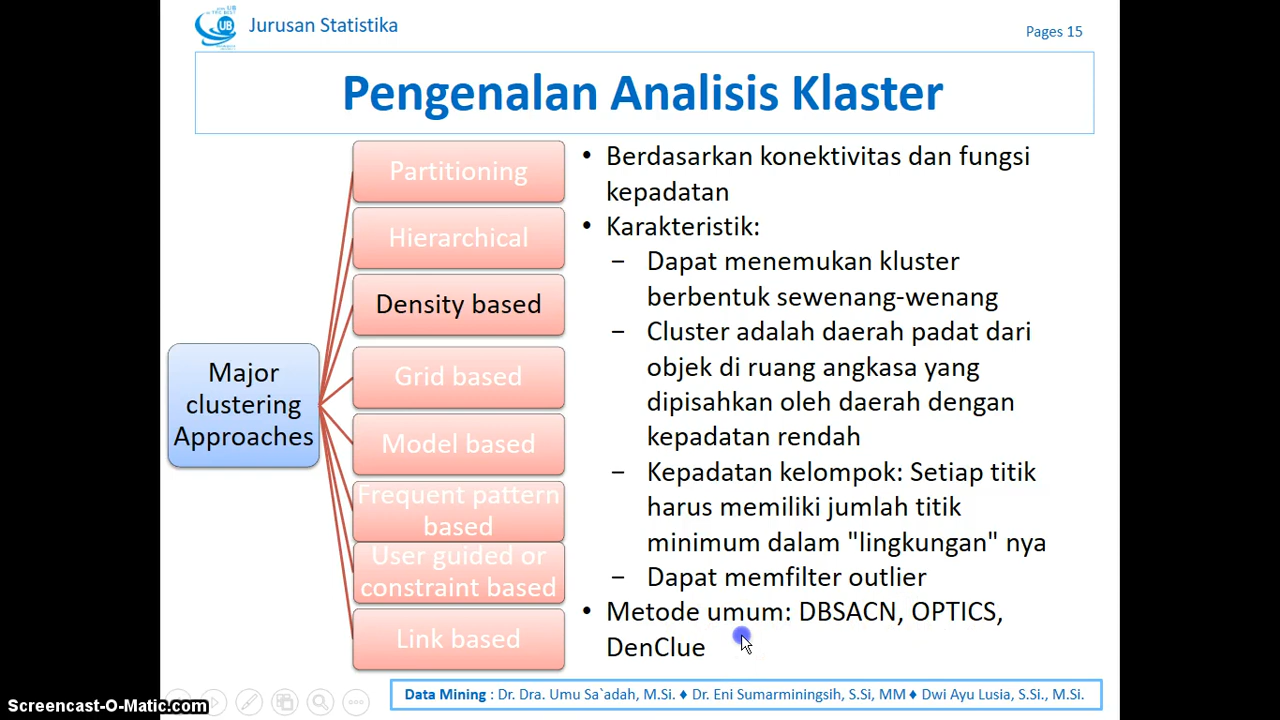 Jurusan Statistika
Pages 15
Pengenalan Analisis Klaster
Major
clustering
Approaches
Partitioning
Hierarchical
Density based
Grid based
Model based
Frequent pattern
based
User guided or
constraint based
Link based
• Berdasarkan konektivitas dan fungsi
kepadatan
• Karakteristik:
− Dapat menemukan kluster
berbentuk sewenang-wenang
− Cluster adalah daerah padat dari
objek di ruang angkasa yang
dipisahkan oleh daerah dengan
kepadatan rendah
− Kepadatan kelompok: Setiap titik
harus memiliki jumlah titik
minimum dalam "lingkungan" nya
− Dapat memfilter outlier
• Metode umum: DBSACN, OPTICS,
DenClue
Data Mining : Dr. Dra. Umu Sa`adah, M.Si. ♦ Dr. Eni Sumarminingsih, S.Si, MM ♦ Dwi Ayu Lusia, S.Si., M.Si.
Screencast-O-Matic.com